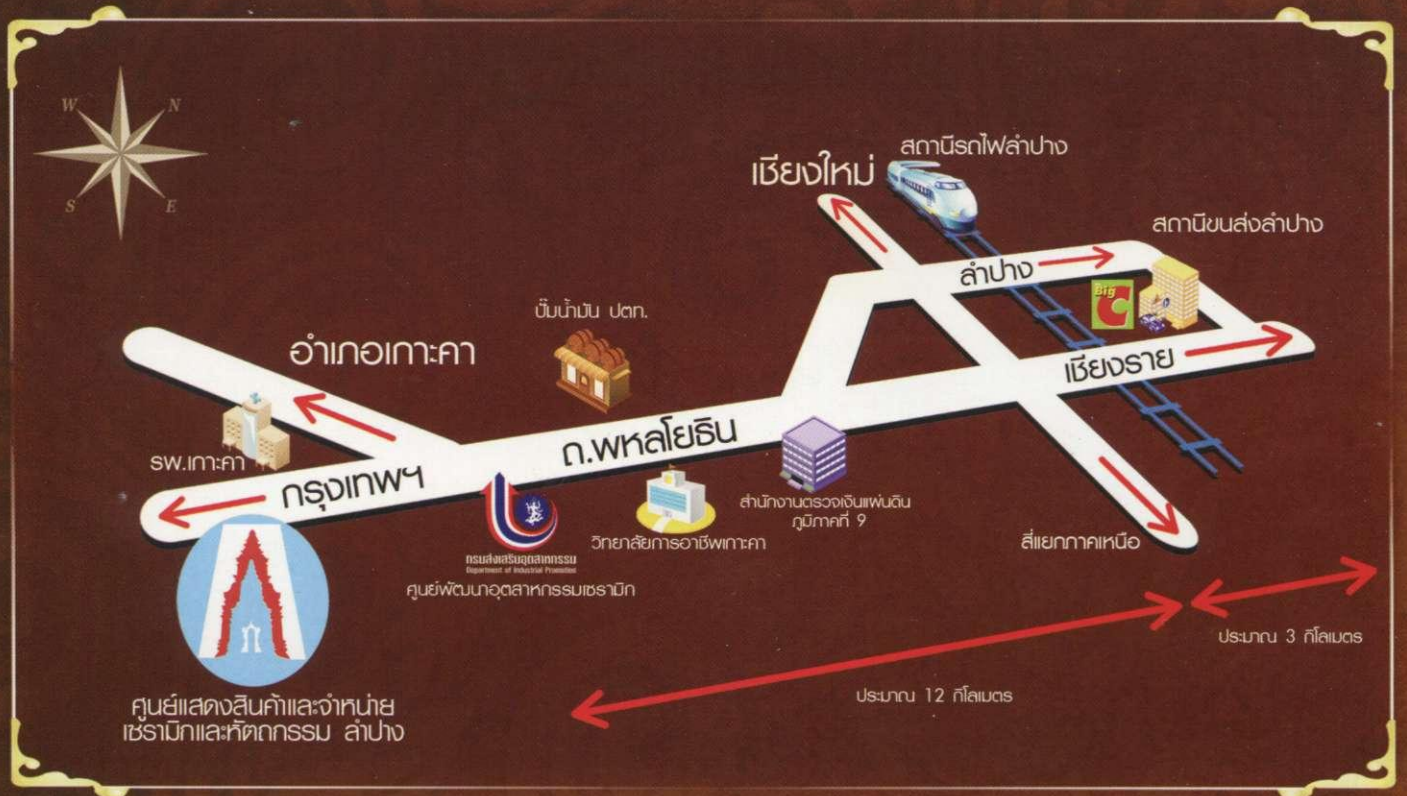 W
N
S
E
เชียงใหม่
สถานีรถไฟลำปาง
สถานีขนส่งลำปาง
ลำปาง
Big
C
ปั๊มน้ำมัน ปตท.
อำเภอเกาะคา
เชียงราย
ถ.พหลโยธิน
รพ.เกาะคา
กรุงเทพฯ
สำนักงานตรวจเงินแผ่นดิน
ภูมิภาคที่ 9
วิทยาลัยการอาชีพเกาะคา
สี่แยกภาคเหนือ
กรมส่งเสริมอุตสาหกรรม
Department of Industrial Promotion
ศูนย์พัฒนาอุตสาหกรรมเซรามิก
ประมาณ 3 กิโลเมตร
ประมาณ 12 กิโลเมตร
ศูนย์แสดงสินค้าและจำหน่าย
เซรามิกและหัตถกรรม ลำปาง